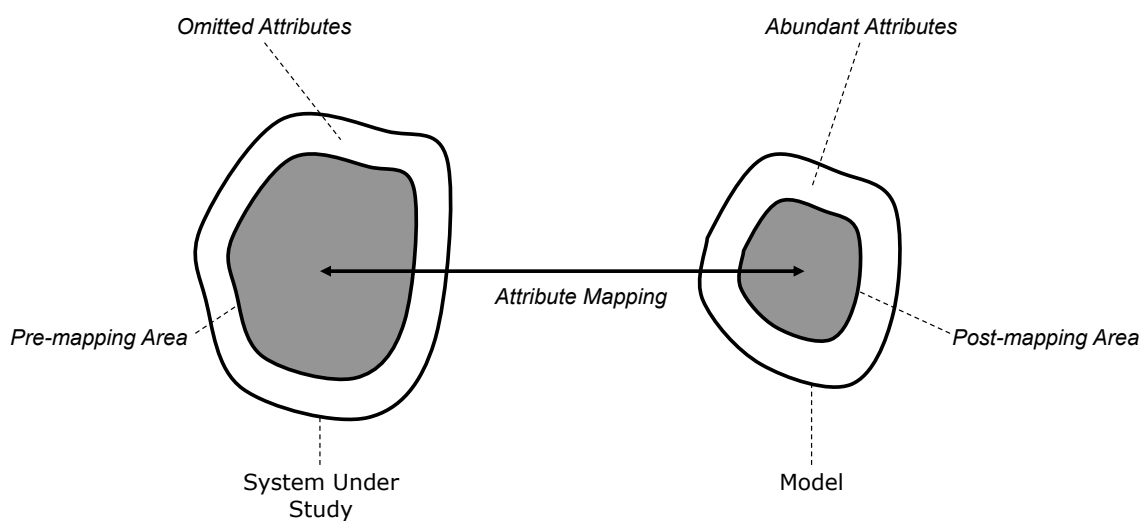 Omitted Attributes
Abundant Attributes
Attribute Mapping
Pre-mapping Area
Post-mapping Area
System Under
Study
Model